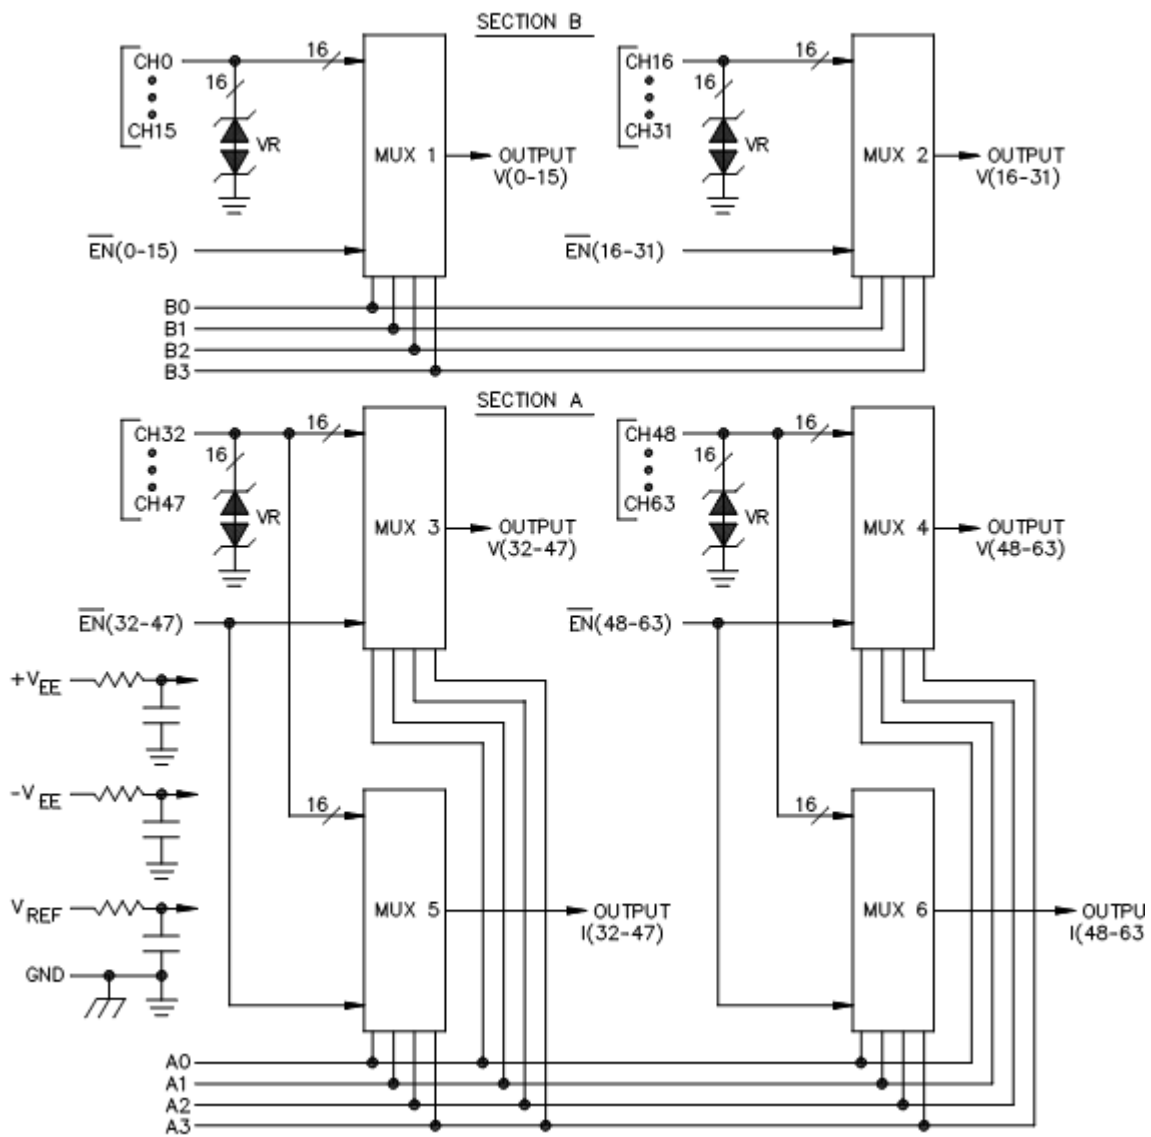 SECTION B
CH0
CH15
16
16
VR
MUX 1
OUTPUT
V(0-15)
EN(0-15)
CH16
CH31
16
16
VR
MUX 2
OUTPUT
V(16-31)
EN(16-31)
B0
B1
B2
B3
SECTION A
CH32
CH47
16
16
VR
MUX 3
OUTPUT
V(32-47)
EN(32-47)
CH48
CH63
16
16
VR
MUX 4
OUTPUT
V(48-63)
EN(48-63)
+VEE
-VEE
VREF
GND
16
MUX 5
OUTPUT
I(32-47)
16
MUX 6
OUTPU
I(48-63
A0
A1
A2
A3